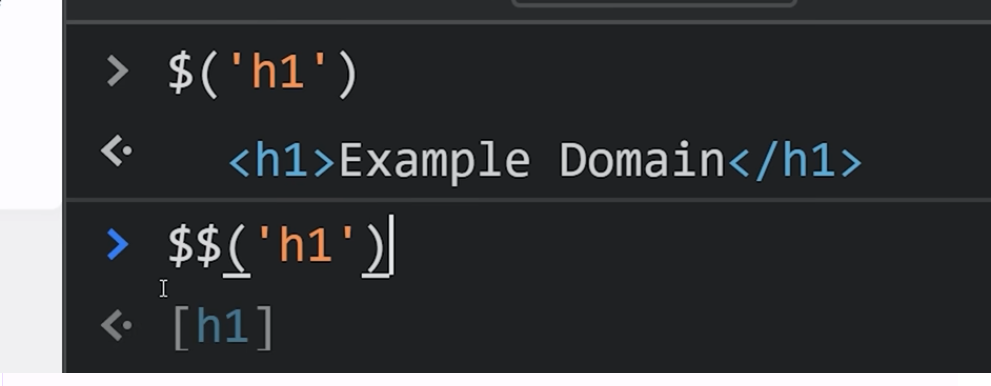 > $('h1')
<· <h1>Example Domain</h1>
> $$('h1')
<· [h1]